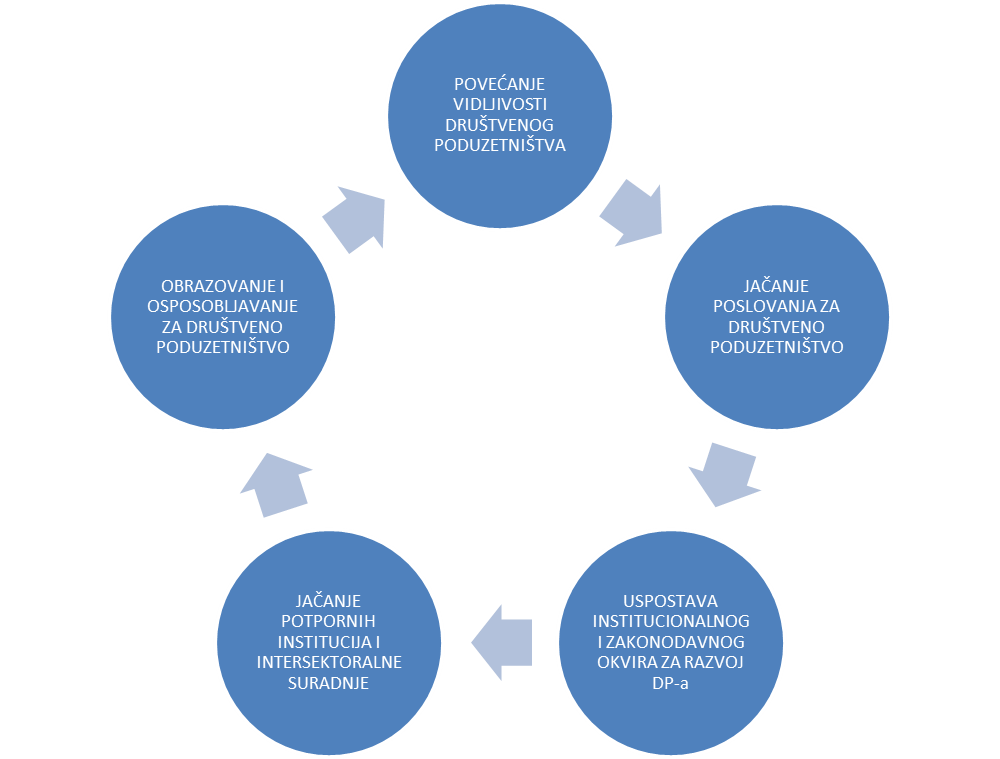 POVEĆANJE
VIDLJIVOSTI
DRUŠTVENOG
PODUZETNIŠTVA
JAČANJE
POSLOVANJA ZA
DRUŠTVENO
PODUZETNIŠTVO
USPOSTAVA
INSTITUCIONALNOG
I ZAKONODAVNOG
OKVIRA ZA RAZVOJ
DP-a
JAČANJE
POTPORNIH
INSTITUCIJA I
INTERSEKTORALNE
SURADNJE
OBRAZOVANJE I
OSPOSOBLJAVANJE
ZA DRUŠTVENO
PODUZETNIŠTVO